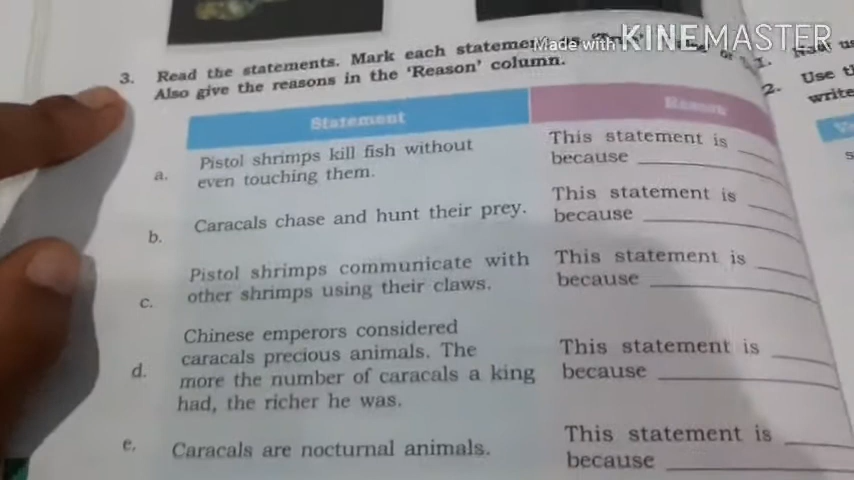 Made with KINEMASTER
3. Read the statements. Mark each statement
Also give the reasons in the 'Reason' column.
Statement
Reason
a. Pistol shrimps kill fish without
even touching them.
This statement is
because
b. Caracals chase and hunt their prey.
This statement is
because
c. Pistol shrimps communicate with
other shrimps using their claws.
This statement is
because
d. Chinese emperors considered
caracals precious animals. The
more the number of caracals a king
had, the richer he was.
This statement is
because
e. Caracals are nocturnal animals.
This statement is
because
1.
2. Use
write